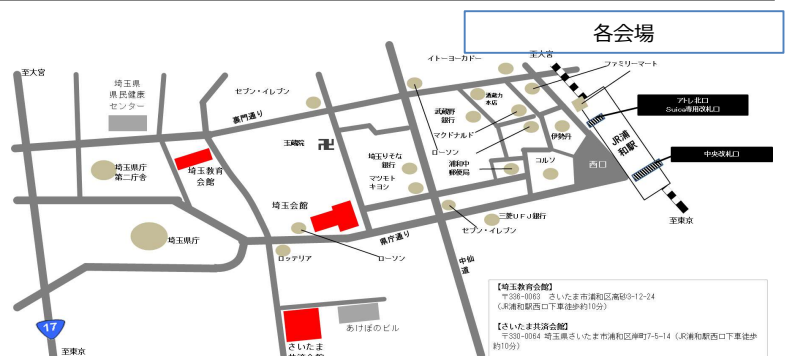 各会場
至大宮
イトーヨーカドー
至大宮
ファミリーマート
埼玉県
県民健康
センター
セブン・イレブン
裏門通り
酒蔵力
本店
武蔵野
銀行
アトレ北口
Suica専用改札口
玉蔵院
卍
マクドナルド
伊勢丹
JR浦
和駅
埼玉りそな
銀行
ローソン
浦和中
郵便局
コルソ
西口
中央改札口
埼玉県庁
第二庁舎
埼玉教育
会館
マツモト
キヨシ
埼玉会館
三菱UFJ銀行
至東京
埼玉県庁
県庁通り
セブン・イレブン
ロッテリア
ローソン
中仙
道
【埼玉教育会館】
〒336-0063 さいたま市浦和区高砂3-12-24
(JR浦和駅西口下車徒歩約10分)
【さいたま共済会館】
〒330-0064 埼玉県さいたま市浦和区岸町7-5-14（JR浦和駅西口下車徒歩
約10分)
17
あけぼのビル
至東京
さいたま
共済会館